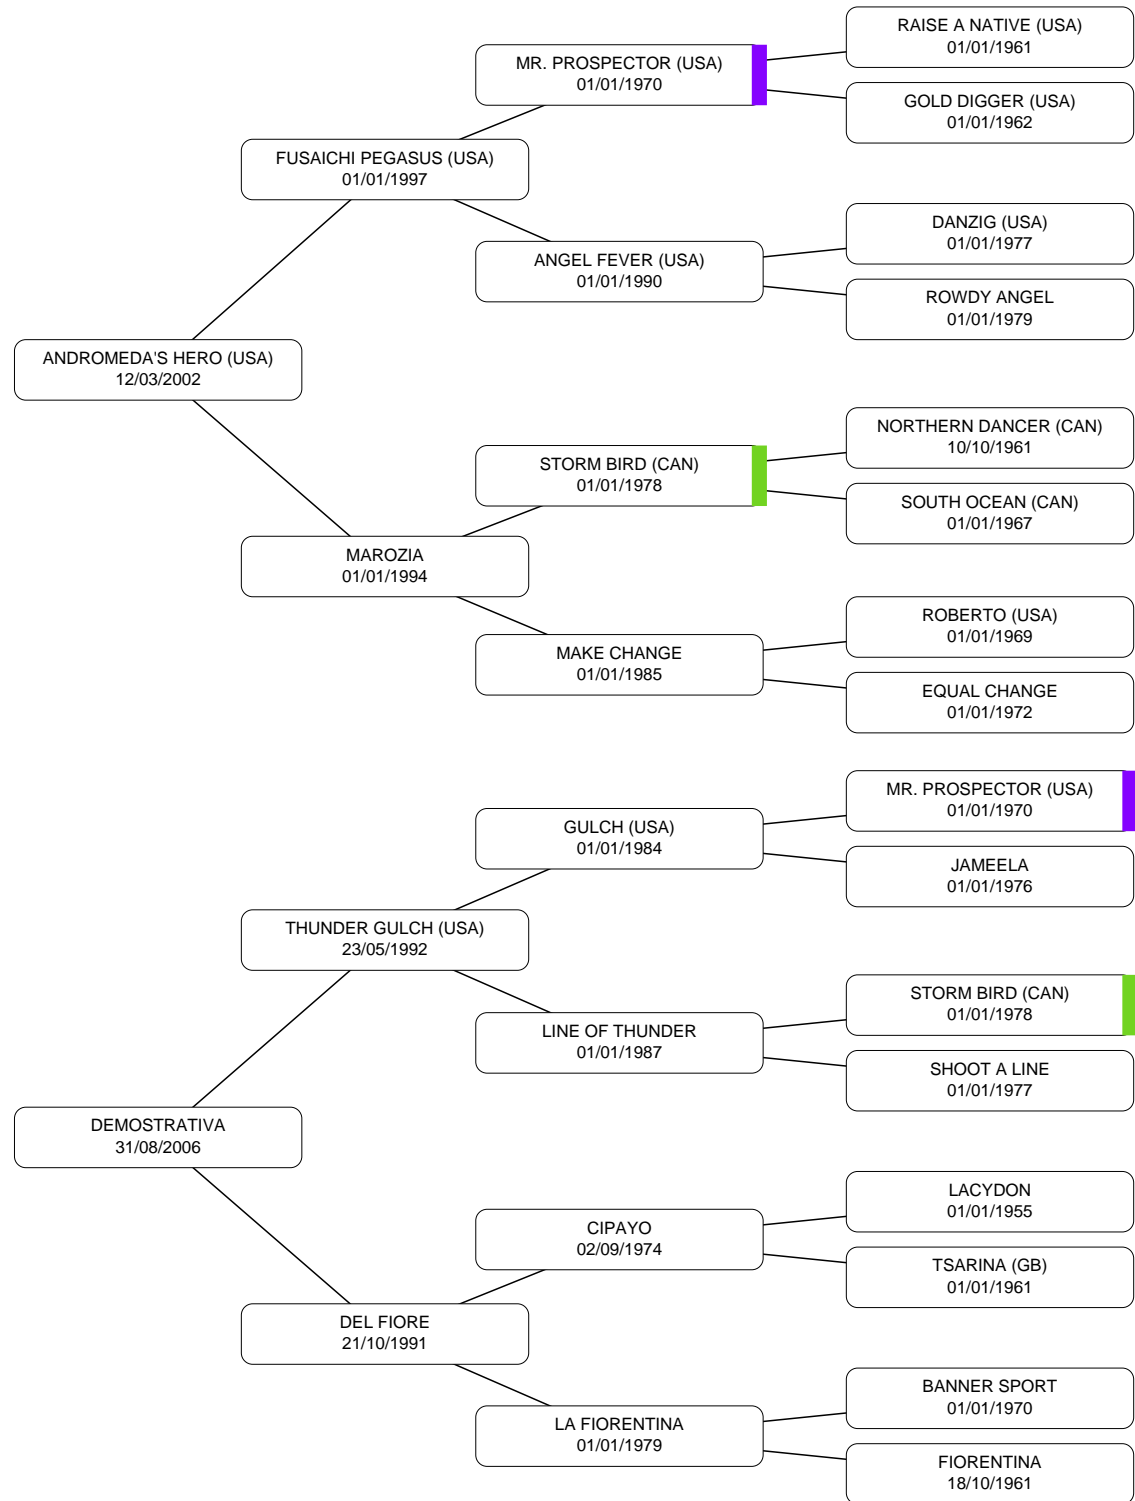 RAISE A NATIVE (USA)
01/01/1961
MR. PROSPECTOR (USA)
01/01/1970
GOLD DIGGER (USA)
01/01/1962
FUSAICHI PEGASUS (USA)
01/01/1997
DANZIG (USA)
01/01/1977
ANGEL FEVER (USA)
01/01/1990
ROWDY ANGEL
01/01/1979
ANDROMEDA'S HERO (USA)
12/03/2002
NORTHERN DANCER (CAN)
10/10/1961
STORM BIRD (CAN)
01/01/1978
SOUTH OCEAN (CAN)
01/01/1967
MAROZIA
01/01/1994
ROBERTO (USA)
01/01/1969
MAKE CHANGE
01/01/1985
EQUAL CHANGE
01/01/1972
MR. PROSPECTOR (USA)
01/01/1970
GULCH (USA)
01/01/1984
JAMEELA
01/01/1976
THUNDER GULCH (USA)
23/05/1992
STORM BIRD (CAN)
01/01/1978
LINE OF THUNDER
01/01/1987
SHOOT A LINE
01/01/1977
DEMOSTRATIVA
31/08/2006
LACYDON
01/01/1955
CIPAYO
02/09/1974
TSARINA (GB)
01/01/1961
DEL FIORE
21/10/1991
BANNER SPORT
01/01/1970
LA FIORENTINA
01/01/1979
FIORENTINA
18/10/1961